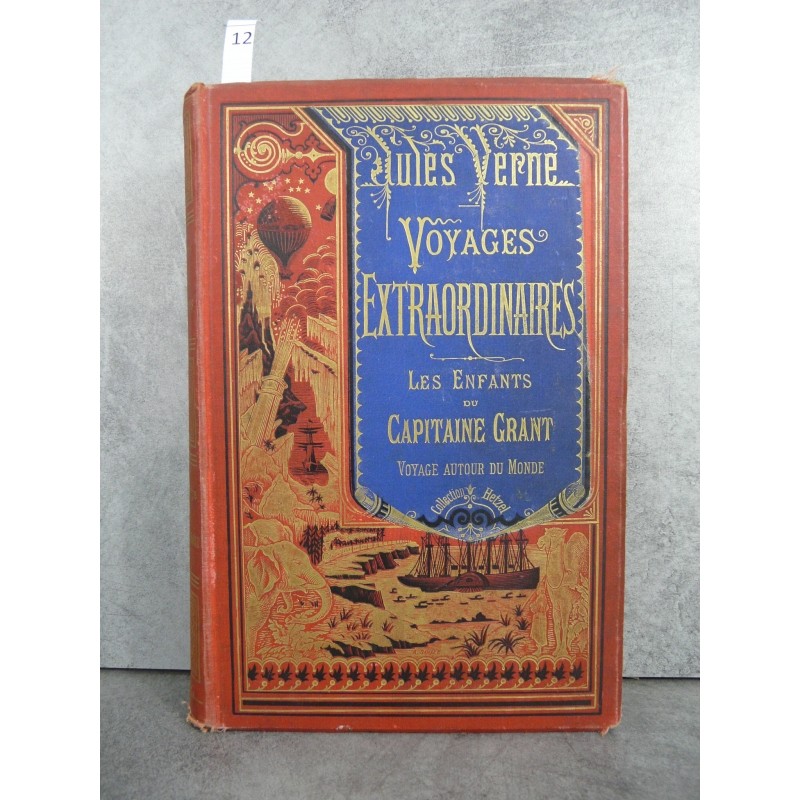 12
Jules Verne
VOYAGES
EXTRAORDINAIRES
LES ENFANTS
DU
CAPITAINE GRANT
VOYAGE AUTOUR DU MONDE
Collection Hetzel